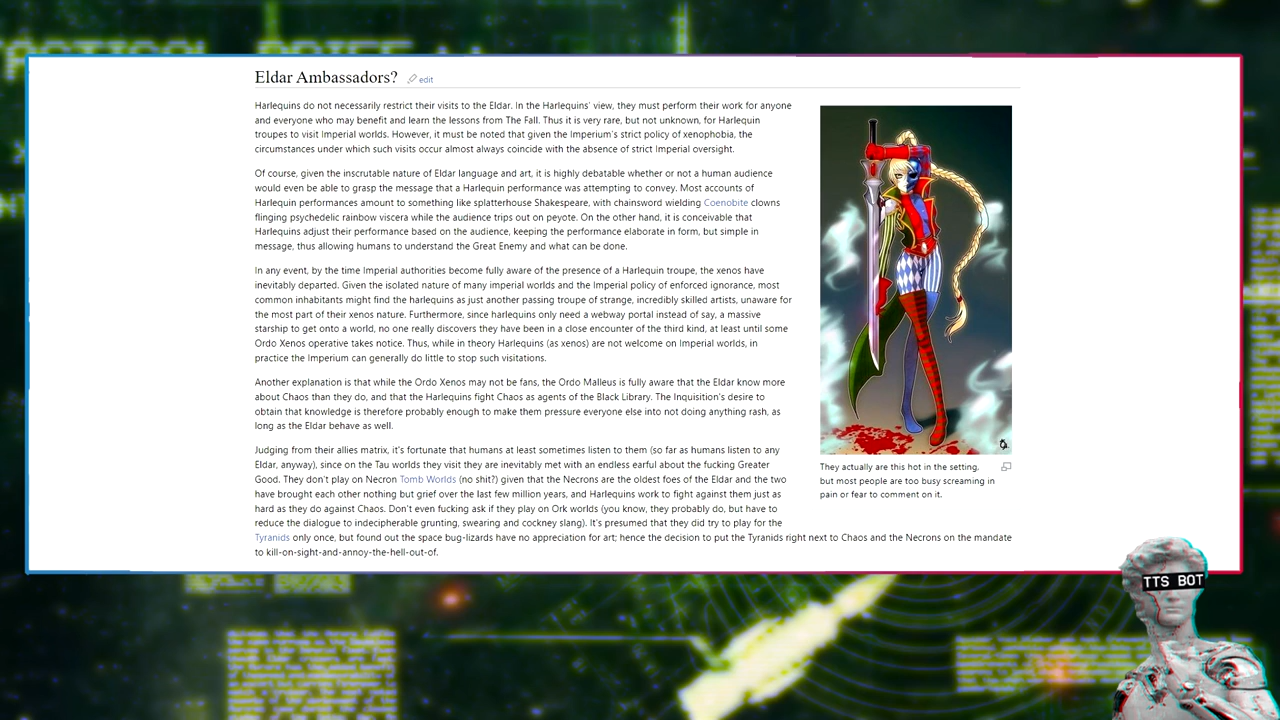 Eldar Ambassadors?
edit
Harlequins do not necessarily restrict their visits to the Eldar. In the Harlequins' view, they must perform their work for anyone
and everyone who may benefit and learn the lessons from The Fall. Thus it is very rare, but not unknown, for Harlequin
troupes to visit Imperial worlds. However, it must be noted that given the Imperium's strict policy of xenophobia, the
circumstances under which such visits occur almost always coincide with the absence of strict Imperial oversight.
Of course, given the inscrutable nature of Eldar language and art, it is highly debatable whether or not a human audience
would even be able to grasp the message that a Harlequin performance was attempting to convey. Most accounts of
Harlequin performances amount to something like splatterhouse Shakespeare, with chainsword wielding Coenobite clowns
flinging psychedelic rainbow viscera while the audience trips out on peyote. On the other hand, it is conceivable that
Harlequins adjust their performance based on the audience, keeping the performance elaborate in form, but simple in
message, thus allowing humans to understand the Great Enemy and what can be done.
In any event, by the time Imperial authorities become fully aware of the presence of a Harlequin troupe, the xenos have
inevitably departed. Given the isolated nature of many imperial worlds and the Imperial policy of enforced ignorance, most
common inhabitants might find the harlequins as just another passing troupe of strange, incredibly skilled artists, unaware for
the most part of their xenos nature. Furthermore, since harlequins only need a webway portal instead of say, a massive
starship to get onto a world, no one really discovers they have been in a close encounter of the third kind, at least until some
Ordo Xenos operative takes notice. Thus, while in theory Harlequins (as xenos) are not welcome on Imperial worlds, in
practice the Imperium can generally do little to stop such visitations.
Another explanation is that while the Ordo Xenos may not be fans, the Ordo Malleus is fully aware that the Eldar know more
about Chaos than they do, and that the Harlequins fight Chaos as agents of the Black Library. The Inquisition's desire to
obtain that knowledge is therefore probably enough to make them pressure everyone else into not doing anything rash, as
long as the Eldar behave as well.
Judging from their allies matrix, it's fortunate that humans at least sometimes listen to them (so far as humans listen to any
Eldar, anyway), since on the Tau worlds they visit they are inevitably met with an endless earful about the fucking Greater
Good. They don't play on Necron Tomb Worlds (no shit?) given that the Necrons are the oldest foes of the Eldar and the two
have brought each other nothing but grief over the last few million years, and Harlequins work to fight against them just as
hard as they do against Chaos. Don't even fucking ask if they play on Ork worlds (you know, they probably do, but have to
reduce the dialogue to indecipherable grunting, swearing and cockney slang). It's presumed that they did try to play for the
Tyranids only once, but found out the space bug-lizards have no appreciation for art; hence the decision to put the Tyranids right next to Chaos and the Necrons on the mandate
to kill-on-sight-and-annoy-the-hell-out-of.
They actually are this hot in the setting,
but most people are too busy screaming in
pain or fear to comment on it.
TTS BOT